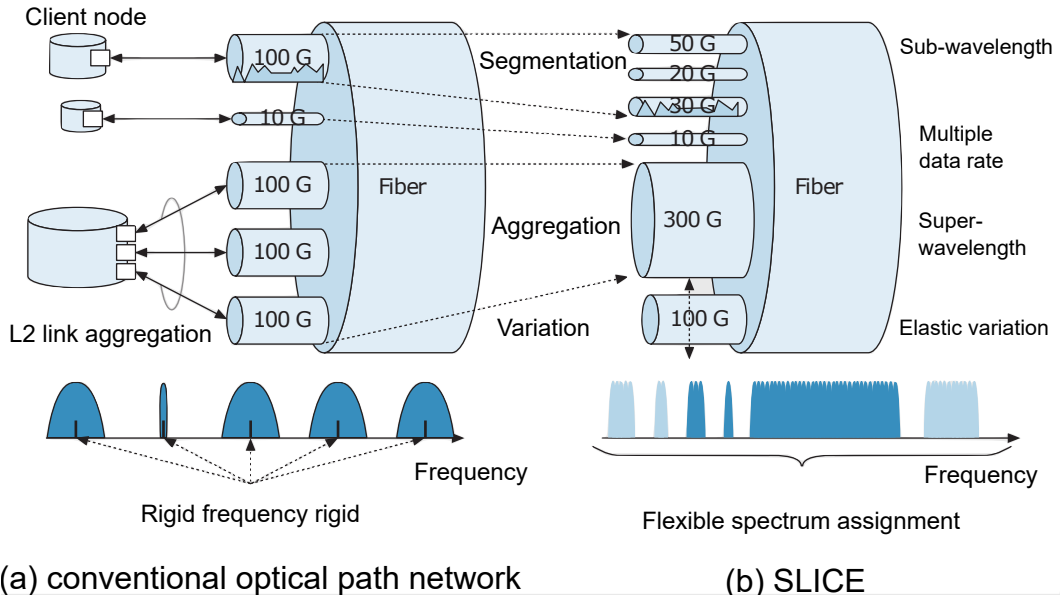 Client node
100 G
10 G
100 G
100 G
100 G
Fiber
L2 link aggregation
Segmentation
Aggregation
Variation
50 G
20 G
30 G
10 G
300 G
100 G
Fiber
Sub-wavelength
Multiple
data rate
Super-
wavelength
Elastic variation
Frequency
Rigid frequency rigid
Frequency
Flexible spectrum assignment
(a) conventional optical path network
(b) SLICE